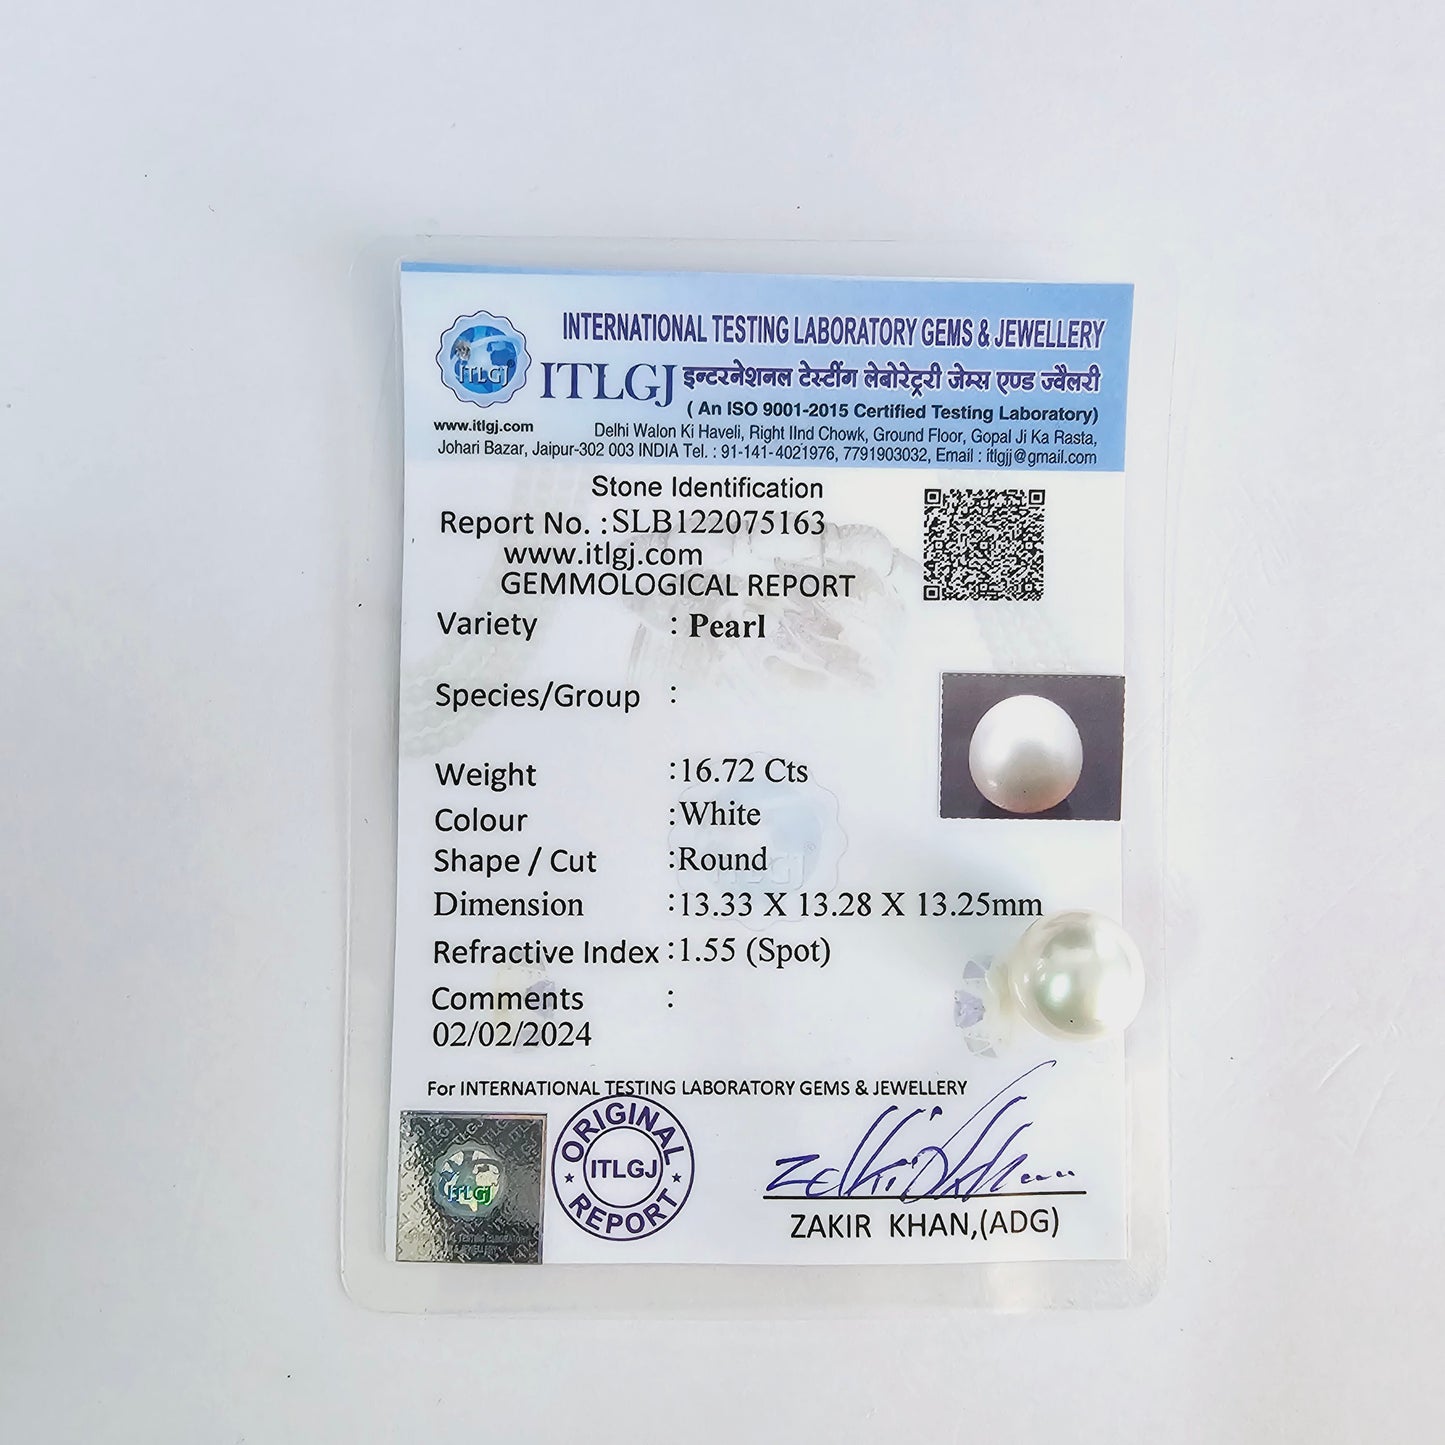 INTERNATIONAL TESTING LABORATORY GEMS & JEWELLERY
ITLGJ
ITLGJ इन्टरनेशनल टेस्टींग लेबोरेट्ररी जेम्स एण्ड ज्वैलरी
( An ISO 9001-2015 Certified Testing Laboratory)
www.itlgj.com
Delhi Walon Ki Haveli, Right IInd Chowk, Ground Floor, Gopal Ji Ka Rasta,
Johari Bazar, Jaipur-302 003 INDIA Tel. : 91-141-4021976, 7791903032, Email : itlgjj@gmail.com
Stone Identification
Report No. :SLB122075163
www.itlgj.com
GEMMOLOGICAL REPORT
Variety : Pearl
Species/Group :
Weight :16.72 Cts
Colour :White
Shape / Cut :Round
Dimension :13.33 X 13.28 X 13.25mm
Refractive Index :1.55 (Spot)
Comments :
02/02/2024
For INTERNATIONAL TESTING LABORATORY GEMS & JEWELLERY
ITLGJ
ORIGINAL
ITLGJ
REPORT
ZAKIR KHAN,(ADG)